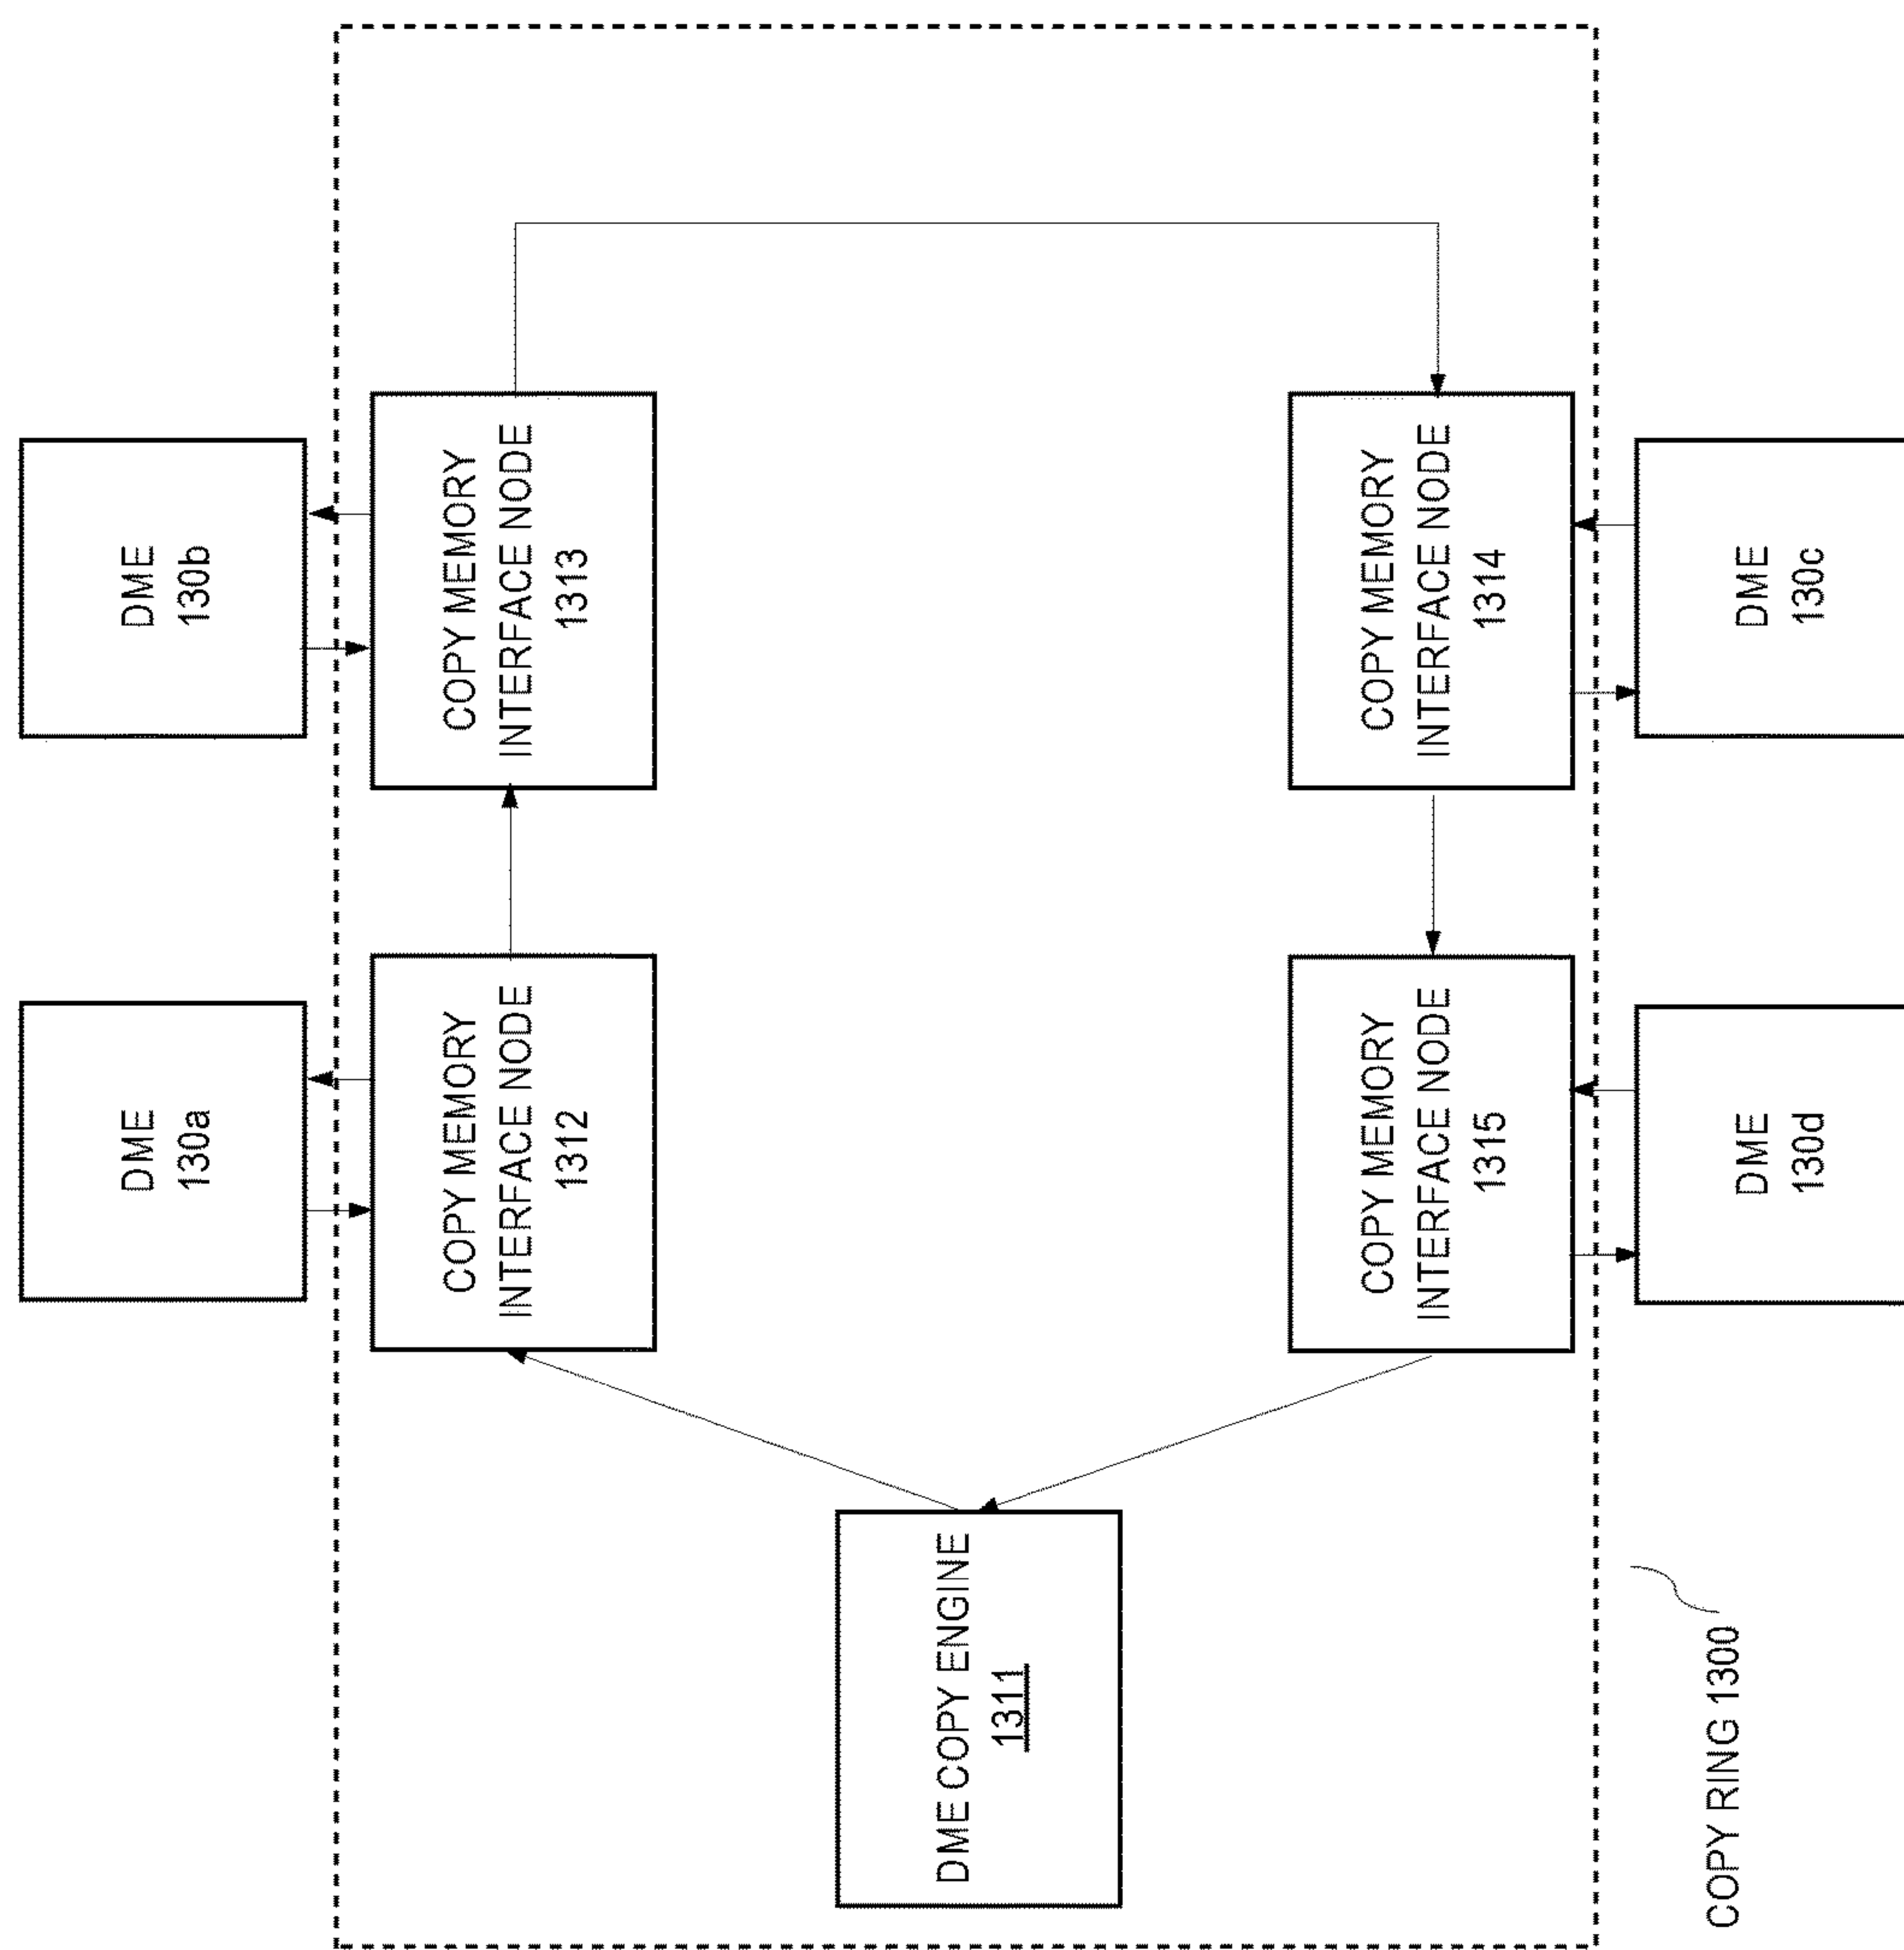 DME
130a
DME
130b
COPY MEMORY
INTERFACE NODE
1312
COPY MEMORY
INTERFACE NODE
1313
DME COPY ENGINE
1311
COPY MEMORY
INTERFACE NODE
1315
COPY MEMORY
INTERFACE NODE
1314
COPY RING 1300
DME
130d
DME
130c